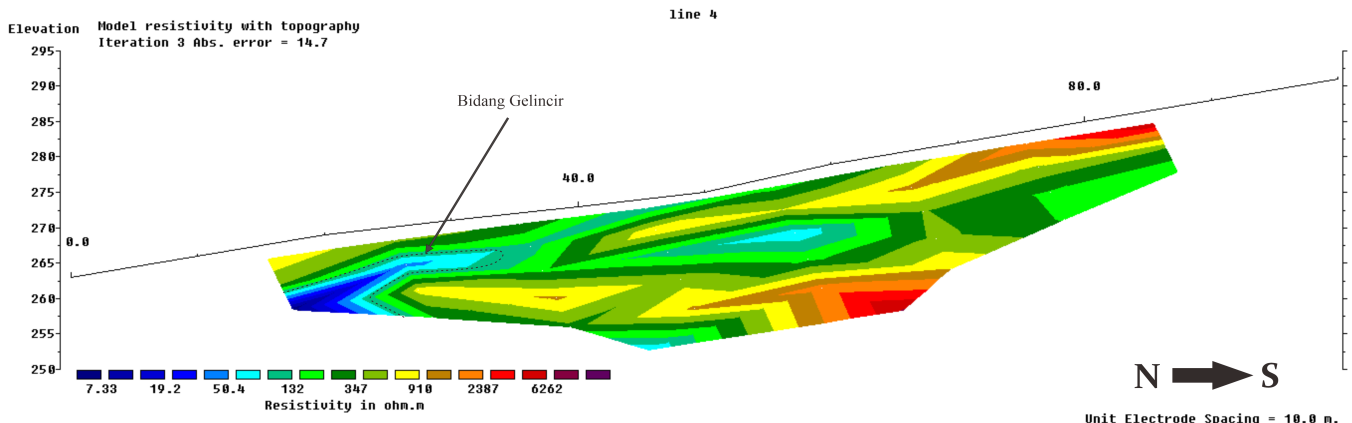 line 4
Elevation Model resistivity with topography
Iteration 3 Abs. error = 14.7
295
290
285
280
275
270
265
260
255
250
Bidang Gelincir
0.0
40.0
80.0
7.33 19.2 50.4 132 347 910 2387 6262
Resistivity in ohm.m
N S
Unit Electrode Spacing = 10.0 m.